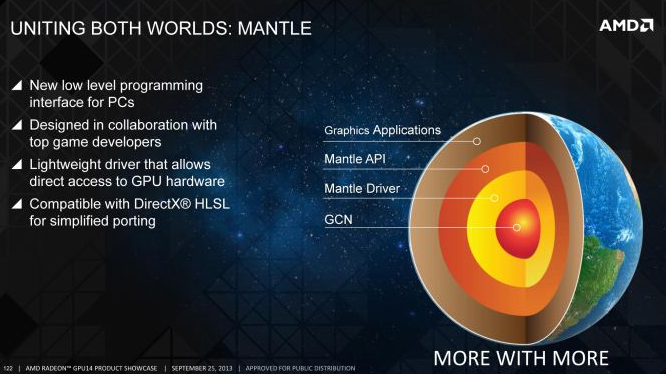 UNITING BOTH WORLDS: MANTLE
AMD
New low level programming
interface for PCs
Designed in collaboration with
top game developers
Lightweight driver that allows
direct access to GPU hardware
Compatible with DirectX® HLSL
for simplified porting
Graphics Applications
Mantle API
Mantle Driver
GCN
MORE WITH MORE
122 | AMD RADEON™ GPU14 PRODUCT SHOWCASE | SEPTEMBER 25, 2013 | APPROVED FOR PUBLIC DISTRIBUTION